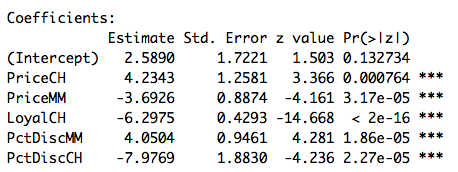 Coefficients:
Estimate Std. Error z value Pr(>|z|)
(Intercept) 2.5890 1.7221 1.503 0.132734
PriceCH 4.2343 1.2581 3.366 0.000764 ***
PriceMM -3.6926 0.8874 -4.161 3.17e-05 ***
LoyalCH -6.2975 0.4293 -14.668 < 2e-16 ***
PctDiscMM 4.0504 0.9461 4.281 1.86e-05 ***
PctDiscCH -7.9769 1.8830 -4.236 2.27e-05 ***